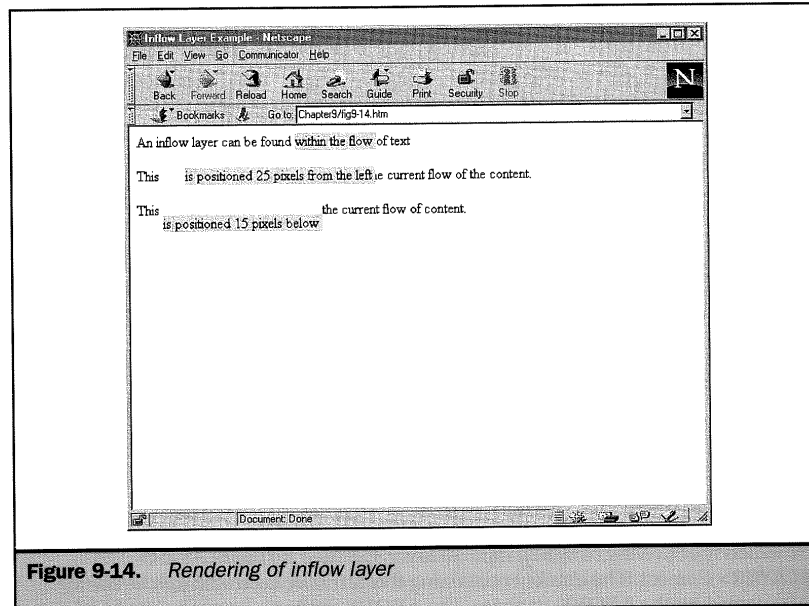 Inflow Layer Example - Netscape
File Edit View Go Communicator Help
Back Forward Reload Home Search Guide Print Security Stop
N
Bookmarks Go to: Chapter9/fig9-14.htm
An inflow layer can be found within the flow of text
This is positioned 25 pixels from the left e current flow of the content.
This the current flow of content.
is positioned 15 pixels below
Document: Done
Figure 9-14. Rendering of inflow layer